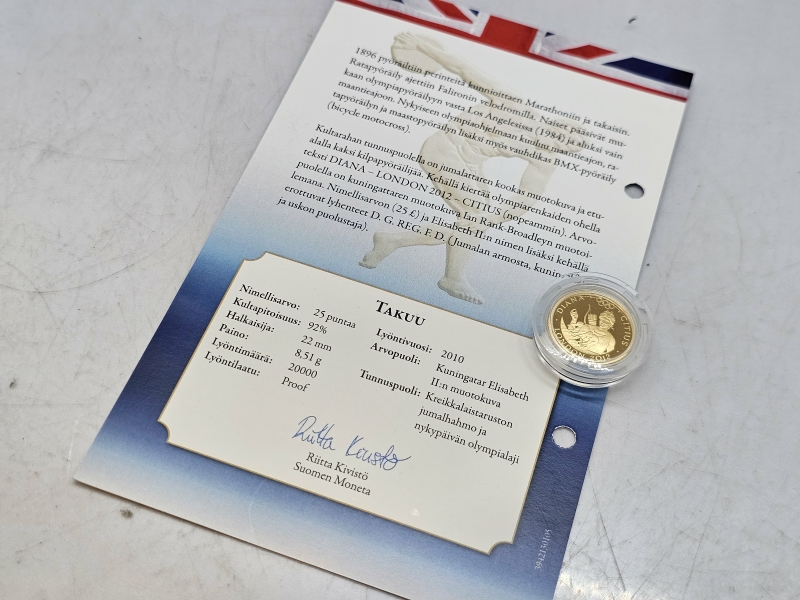 1896 pyöräiltiin perinteitä kunnioittaen Marathoniin ja takaisin.
Ratapyöräily ajettiin Falironin velodromilla. Naiset pääsivät mu-
kaan olympiapyöräilyyn vasta Los Angelesissa (1984) ja aluksi vain
maantieajoon. Nykyiseen olympiaohjelmaan kuuluu maantieajon, ra-
tapyöräilyn ja maastopyöräilyn lisäksi myös vauhdikas BMX-pyöräily
(bicycle motocross).
Kultarahan tunnuspuolella on jumalattaren kookas muotokuva ja etu-
alalla kaksi kilpapyöräilijää. Kehällä kiertää olympiarenkaiden ohella
teksti DIANA – LONDON 2012 – CITIUS (nopeammin). Arvo-
puolella on kuningattaren muotokuva Ian Rank-Broadleyn muotoi-
lemana. Nimellisarvon (25 £) ja Elisabeth II:n nimen lisäksi kehällä
erottuvat lyhenteet D. G. REG. F. D. (Jumalan armosta,
ja uskon puolustaja).
TAKUU
Nimellisarvo: 25 puntaa
Kultapitoisuus: 92%
Halkaisija: 22 mm
Paino: 8,51 g
Lyöntimäärä: 20000
Lyöntilaatu: Proof
Lyöntivuosi: 2010
Arvopuoli: Kuningatar Elisabeth
II:n muotokuva
Tunnuspuoli: Kreikkalaistaruston
jumalhahmo ja
nykypäivän olympialaji
Riitta Kivistö
Riitta Kivistö
Suomen Moneta
DIANA CITIUS LONDON 2012